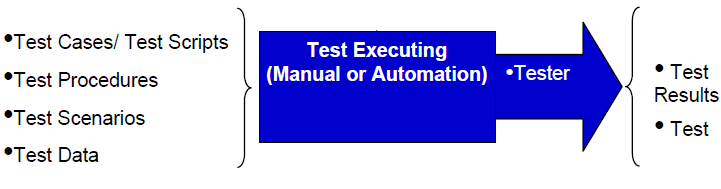 •Test Cases/ Test Scripts
•Test Procedures
•Test Scenarios
•Test Data
Test Executing
(Manual or Automation)
•Tester
• Test
Results
• Test